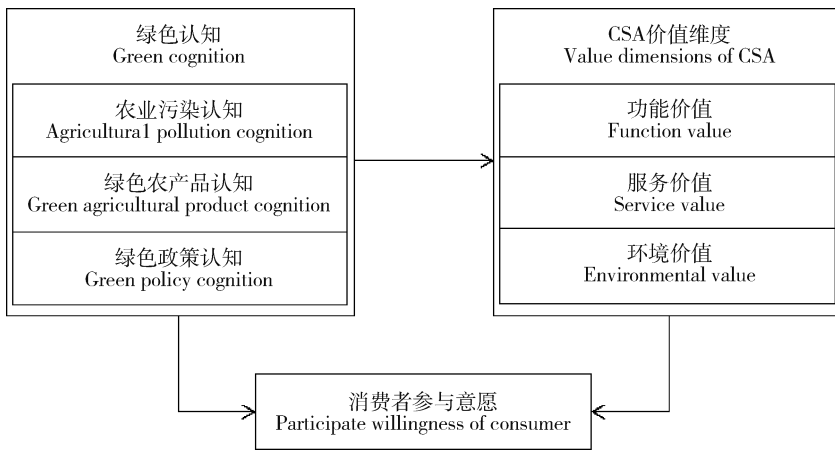 绿色认知
Green cognition
农业污染认知
Agricultural pollution cognition
绿色农产品认知
Green agricultural product cognition
绿色政策认知
Green policy cognition
CSA价值维度
Value dimensions of CSA
功能价值
Function value
服务价值
Service value
环境价值
Environmental value
消费者参与意愿
Participate willingness of consumer